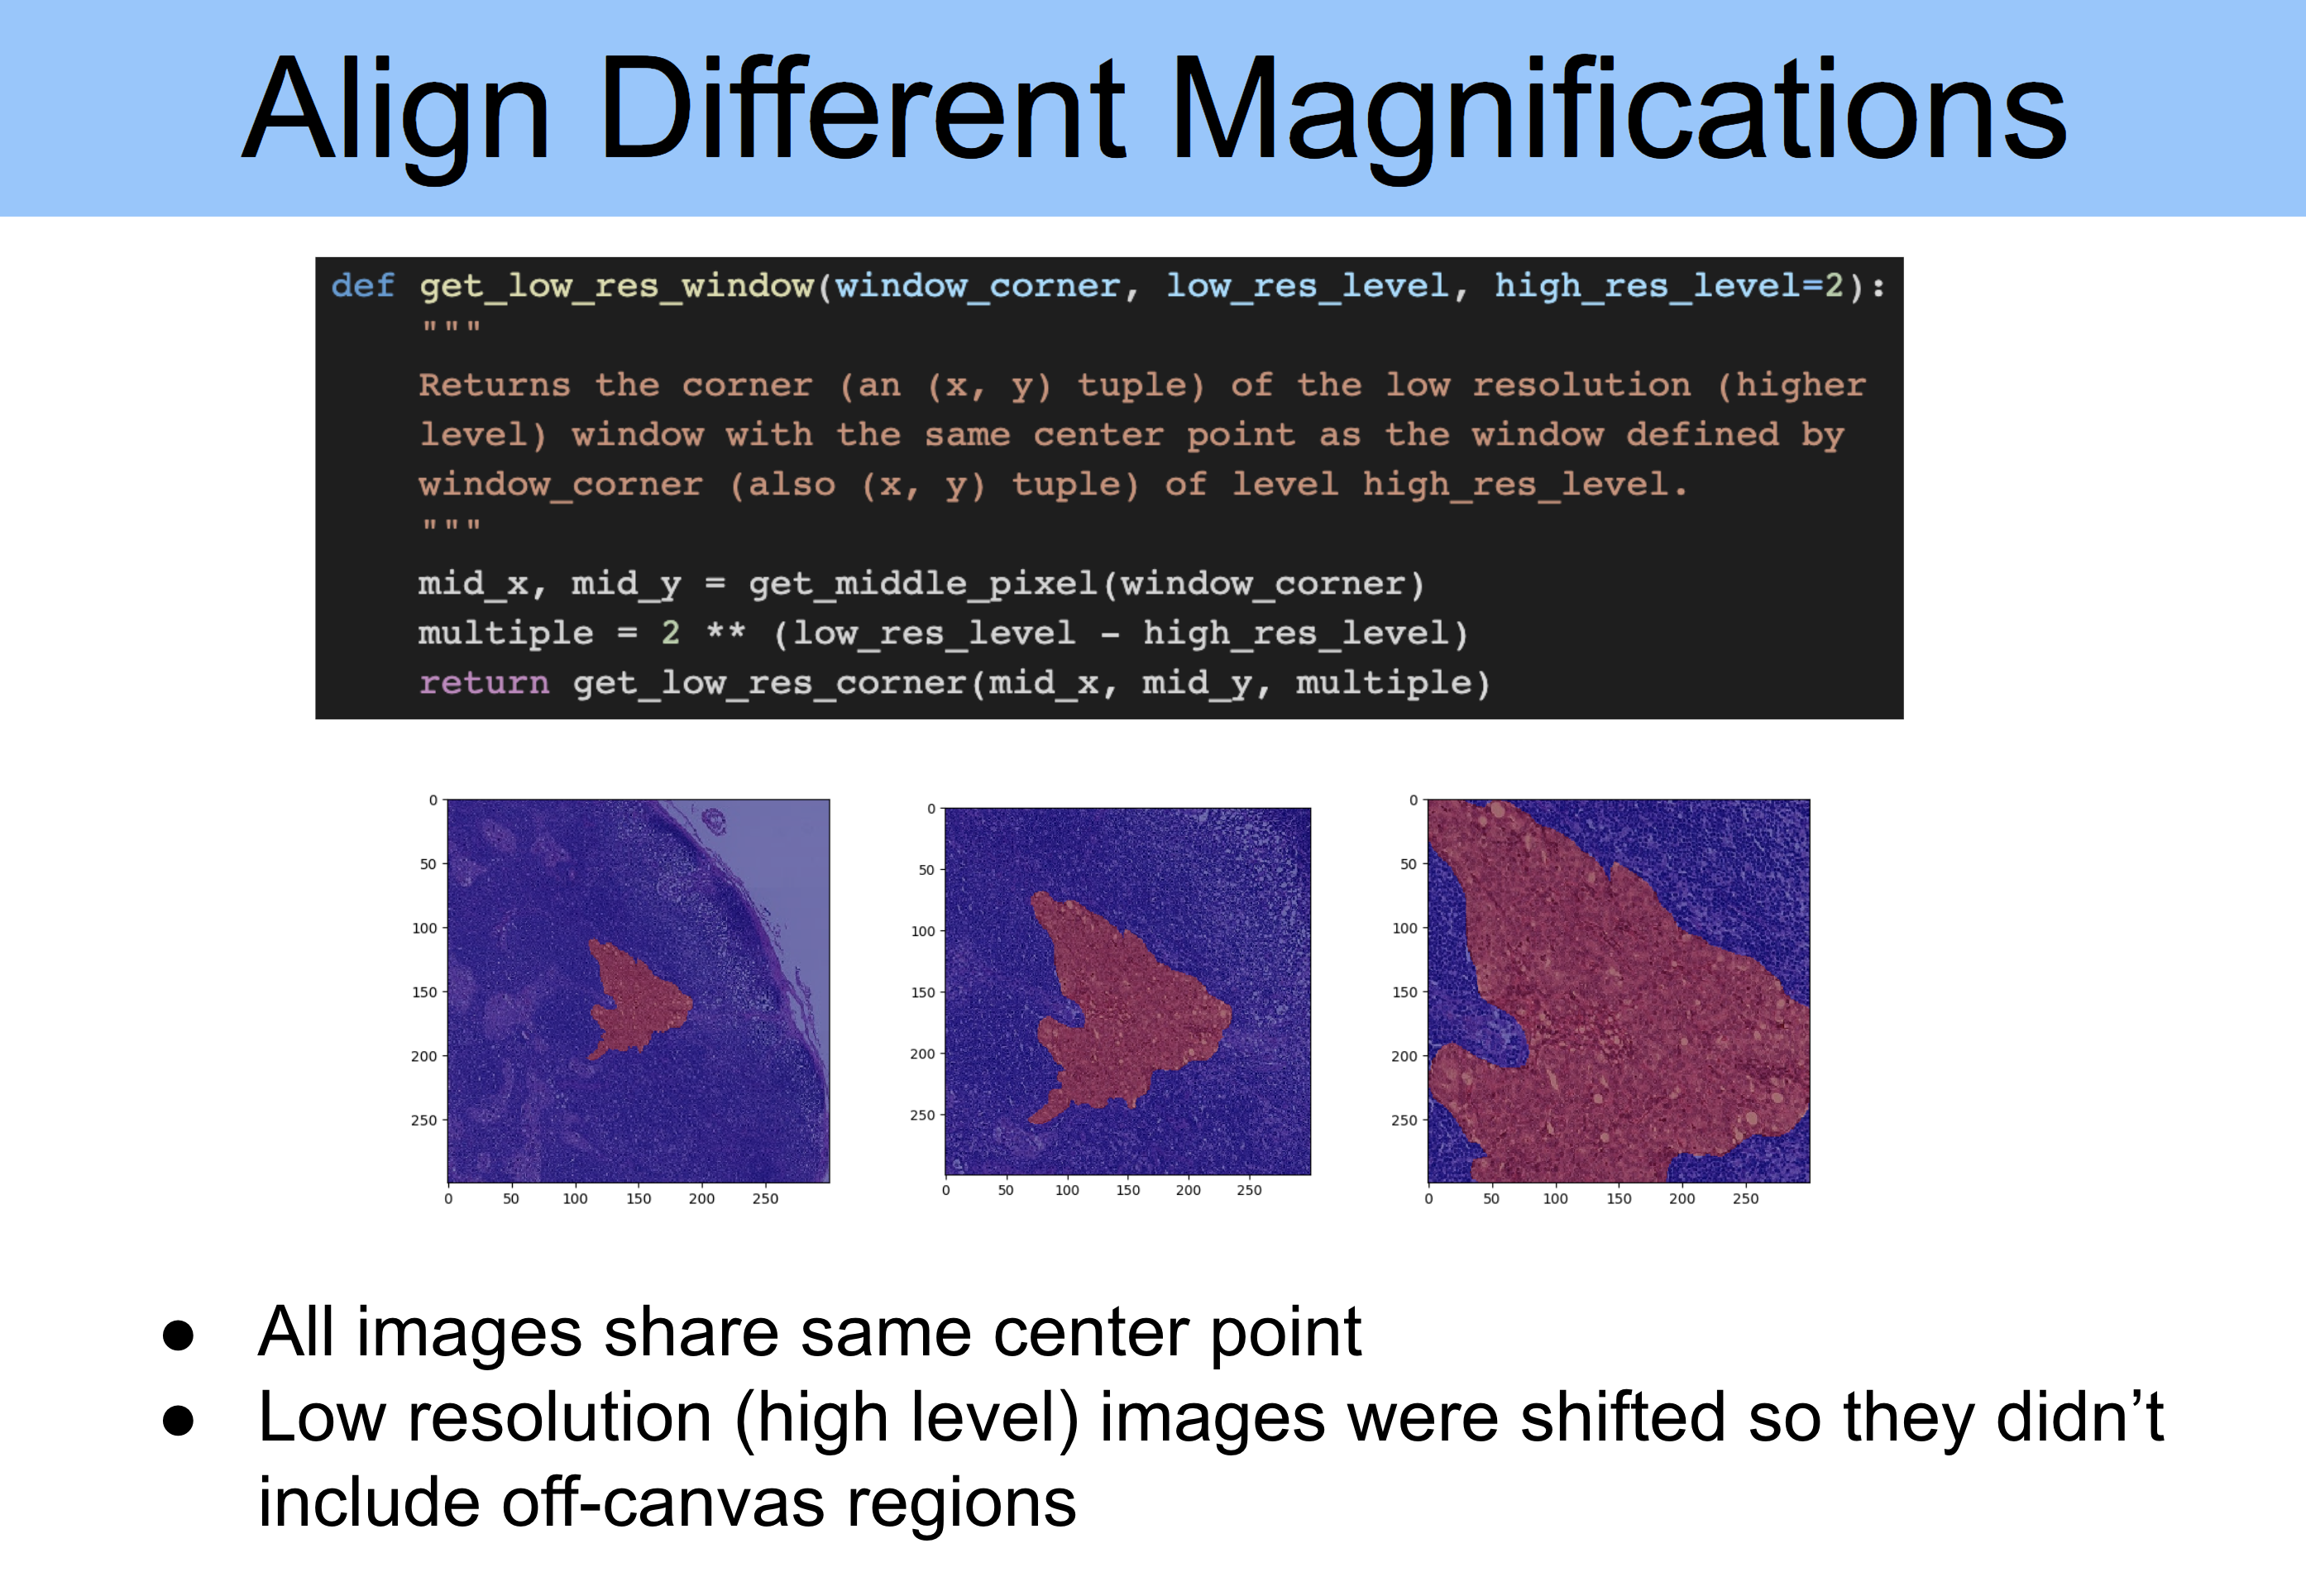 Align Different Magnifications
def get_low_res_window(window_corner, low_res_level, high_res_level=2):
    """
    Returns the corner (an (x, y) tuple) of the low resolution (higher
    level) window with the same center point as the window defined by
    window_corner (also (x, y) tuple) of level high_res_level.
    """
    mid_x, mid_y = get_middle_pixel(window_corner)
    multiple = 2 ** (low_res_level - high_res_level)
    return get_low_res_corner(mid_x, mid_y, multiple)
0
50
100
150
200
250
0 50 100 150 200 250
0
50
100
150
200
250
0 50 100 150 200 250
0
50
100
150
200
250
0 50 100 150 200 250
● All images share same center point
● Low resolution (high level) images were shifted so they didn’t
include off-canvas regions